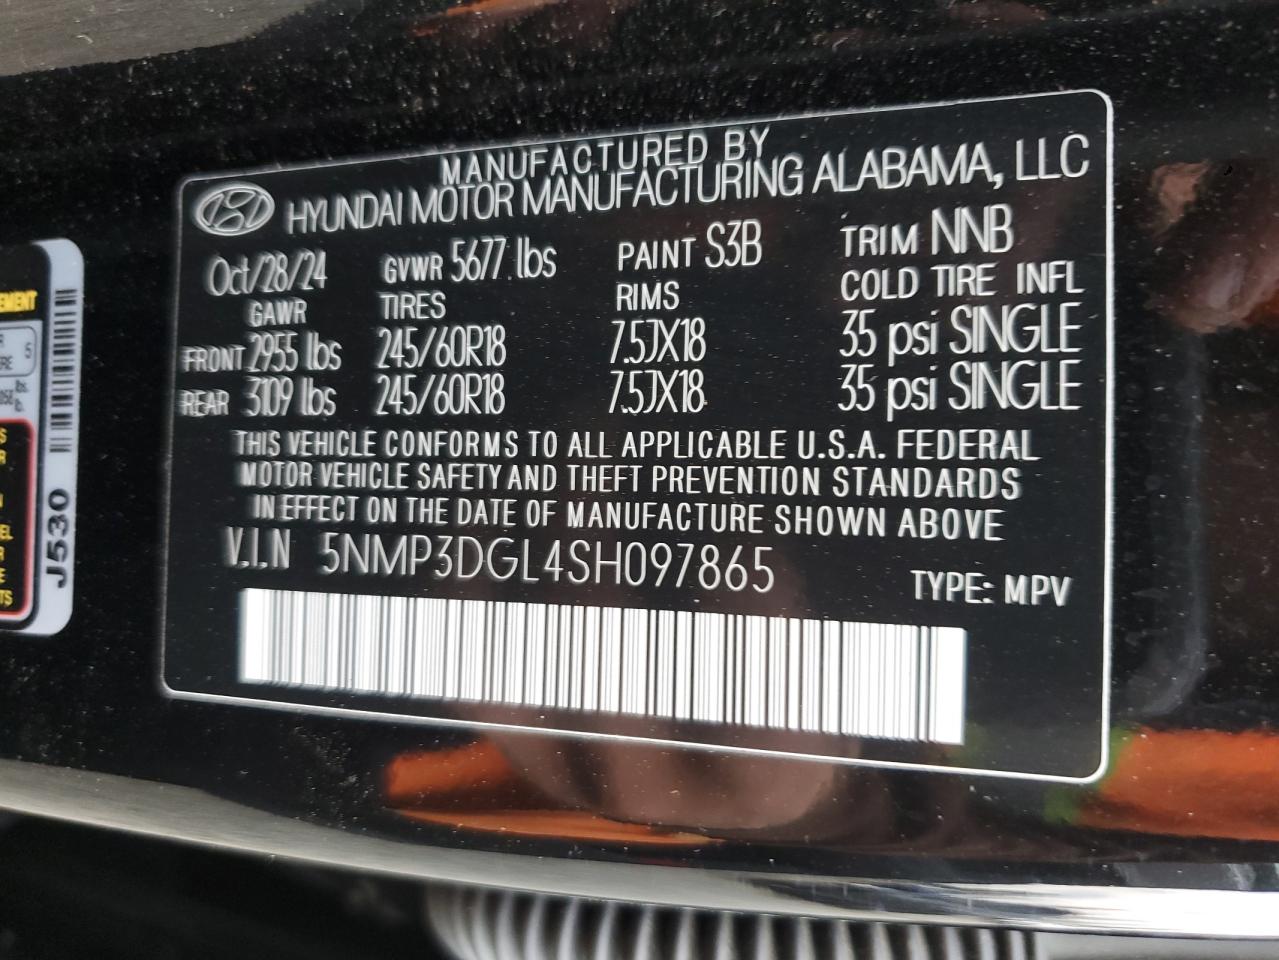 MANUFACTURED BY
HYUNDAI MOTOR MANUFACTURING ALABAMA, LLC
Oct/28/24 GVWR 5677 lbs PAINT S3B TRIM NNB
GAWR TIRES RIMS COLD TIRE INFL
FRONT 2955 lbs 245/60R18 7.5JX18 35 psi SINGLE
REAR 3109 lbs 245/60R18 7.5JX18 35 psi SINGLE
THIS VEHICLE CONFORMS TO ALL APPLICABLE U.S.A. FEDERAL
MOTOR VEHICLE SAFETY AND THEFT PREVENTION STANDARDS
IN EFFECT ON THE DATE OF MANUFACTURE SHOWN ABOVE
V.I.N 5NMP3DGL4SH097865 TYPE: MPV
J530
5
lbs.
lb.